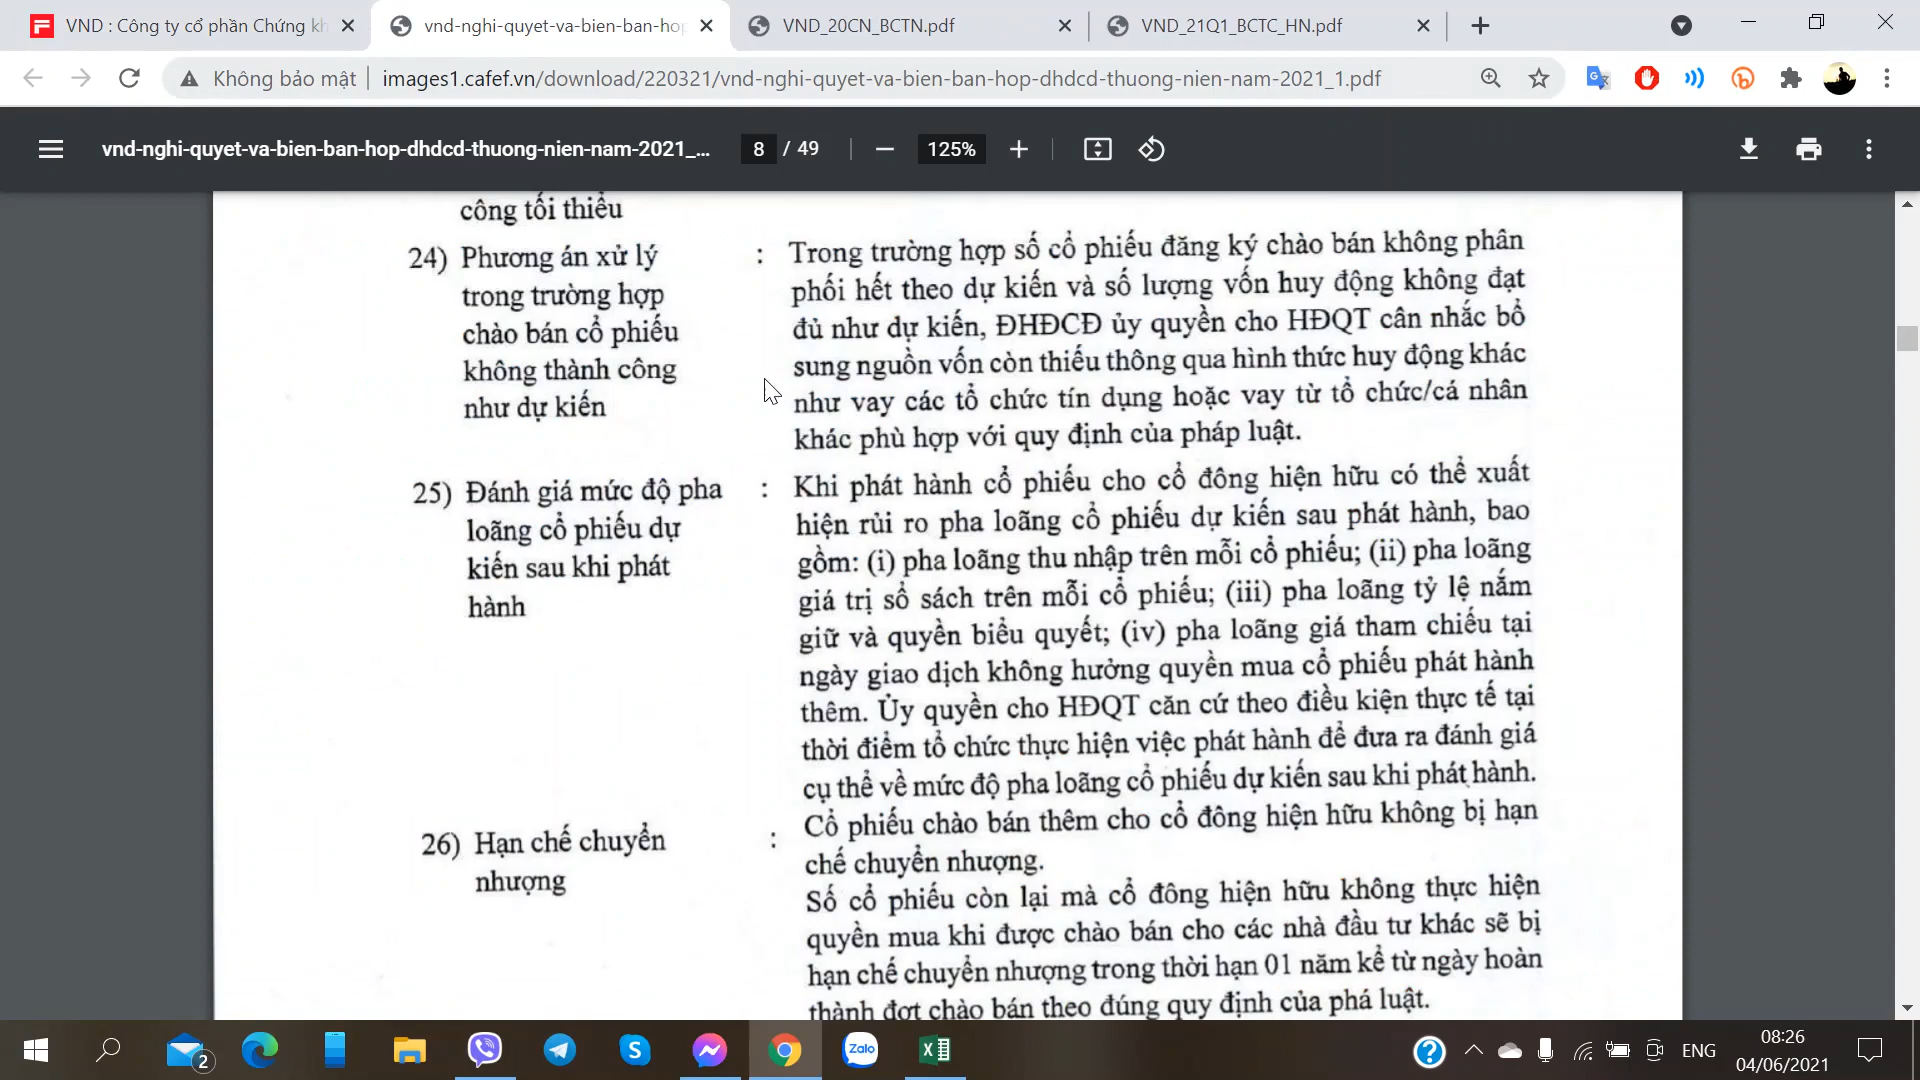 VND : Công ty cổ phần Chứng kh
vnd-nghi-quyet-va-bien-ban-hop
VND_20CN_BCTN.pdf
VND_21Q1_BCTC_HN.pdf
Không bảo mật
images1.cafef.vn/download/220321/vnd-nghi-quyet-va-bien-ban-hop-dhdcd-thuong-nien-nam-2021_1.pdf
vnd-nghi-quyet-va-bien-ban-hop-dhdcd-thuong-nien-nam-2021_...
8 / 49
125%
công tối thiểu
24) Phương án xử lý
trong trường hợp
chào bán cổ phiếu
không thành công
như dự kiến
: Trong trường hợp số cổ phiếu đăng ký chào bán không phân
phối hết theo dự kiến và số lượng vốn huy động không đạt
đủ như dự kiến, ĐHĐCĐ ủy quyền cho HĐQT cân nhắc bổ
sung nguồn vốn còn thiếu thông qua hình thức huy động khác
như vay các tổ chức tín dụng hoặc vay từ tổ chức/cá nhân
khác phù hợp với quy định của pháp luật.
25) Đánh giá mức độ pha
loãng cổ phiếu dự
kiến sau khi phát
hành
: Khi phát hành cổ phiếu cho cổ đông hiện hữu có thể xuất
hiện rủi ro pha loãng cổ phiếu dự kiến sau phát hành, bao
gồm: (i) pha loãng thu nhập trên mỗi cổ phiếu; (ii) pha loãng
giá trị sổ sách trên mỗi cổ phiếu; (iii) pha loãng tỷ lệ nắm
giữ và quyền biểu quyết; (iv) pha loãng giá tham chiếu tại
ngày giao dịch không hưởng quyền mua cổ phiếu phát hành
thêm. Ủy quyền cho HĐQT căn cứ theo điều kiện thực tế tại
thời điểm tổ chức thực hiện việc phát hành để đưa ra đánh giá
cụ thể về mức độ pha loãng cổ phiếu dự kiến sau khi phát hành.
26) Hạn chế chuyển
nhượng
: Cổ phiếu chào bán thêm cho cổ đông hiện hữu không bị hạn
chế chuyển nhượng.
Số cổ phiếu còn lại mà cổ đông hiện hữu không thực hiện
quyền mua khi được chào bán cho các nhà đầu tư khác sẽ bị
hạn chế chuyển nhượng trong thời hạn 01 năm kể từ ngày hoàn
thành đợt chào bán theo đúng quy định của phá luật.
2
Zalo
ENG
08:26
04/06/2021